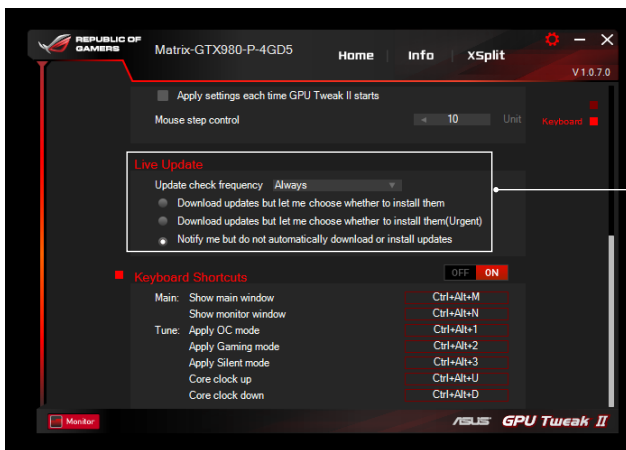 REPUBLIC OF
GAMERS
Matrix-GTX980-P-4GD5
Home
Info
XSplit
V1.0.7.0
Apply settings each time GPU Tweak II starts
Mouse step control
10
Unit
Keyboard
Live Update
Update check frequency Always
Download updates but let me choose whether to install them
Download updates but let me choose whether to install them(Urgent)
Notify me but do not automatically download or install updates
Keyboard Shortcuts
OFF ON
Main: Show main window Ctrl+Alt+M
Show monitor window Ctrl+Alt+N
Tune: Apply OC mode Ctrl+Alt+1
Apply Gaming mode Ctrl+Alt+2
Apply Silent mode Ctrl+Alt+3
Core clock up Ctrl+Alt+U
Core clock down Ctrl+Alt+D
Monitor
ASUS GPU Tweak II